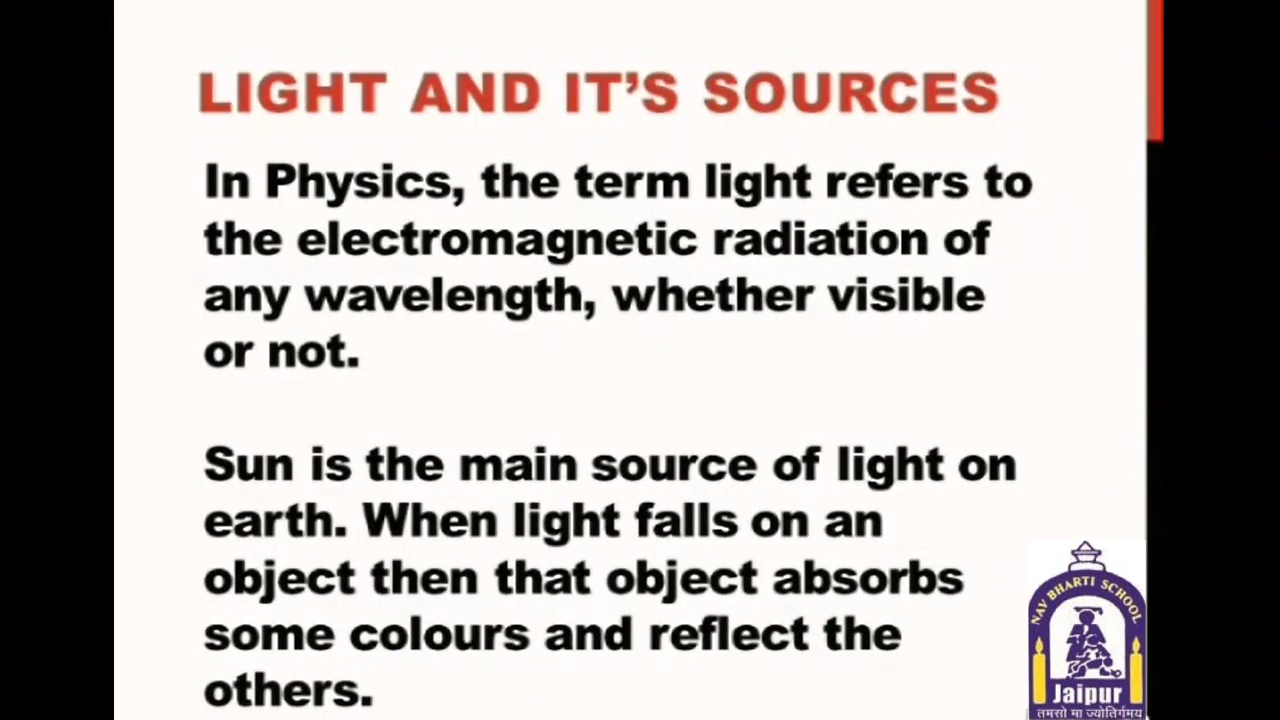 LIGHT AND IT'S SOURCES
In Physics, the term light refers to
the electromagnetic radiation of
any wavelength, whether visible
or not.
Sun is the main source of light on
earth. When light falls on an
object then that object absorbs
some colours and reflect the
others.
NAV BHARTI SCHOOL
Jaipur
तमसो मा ज्योतिर्गमय